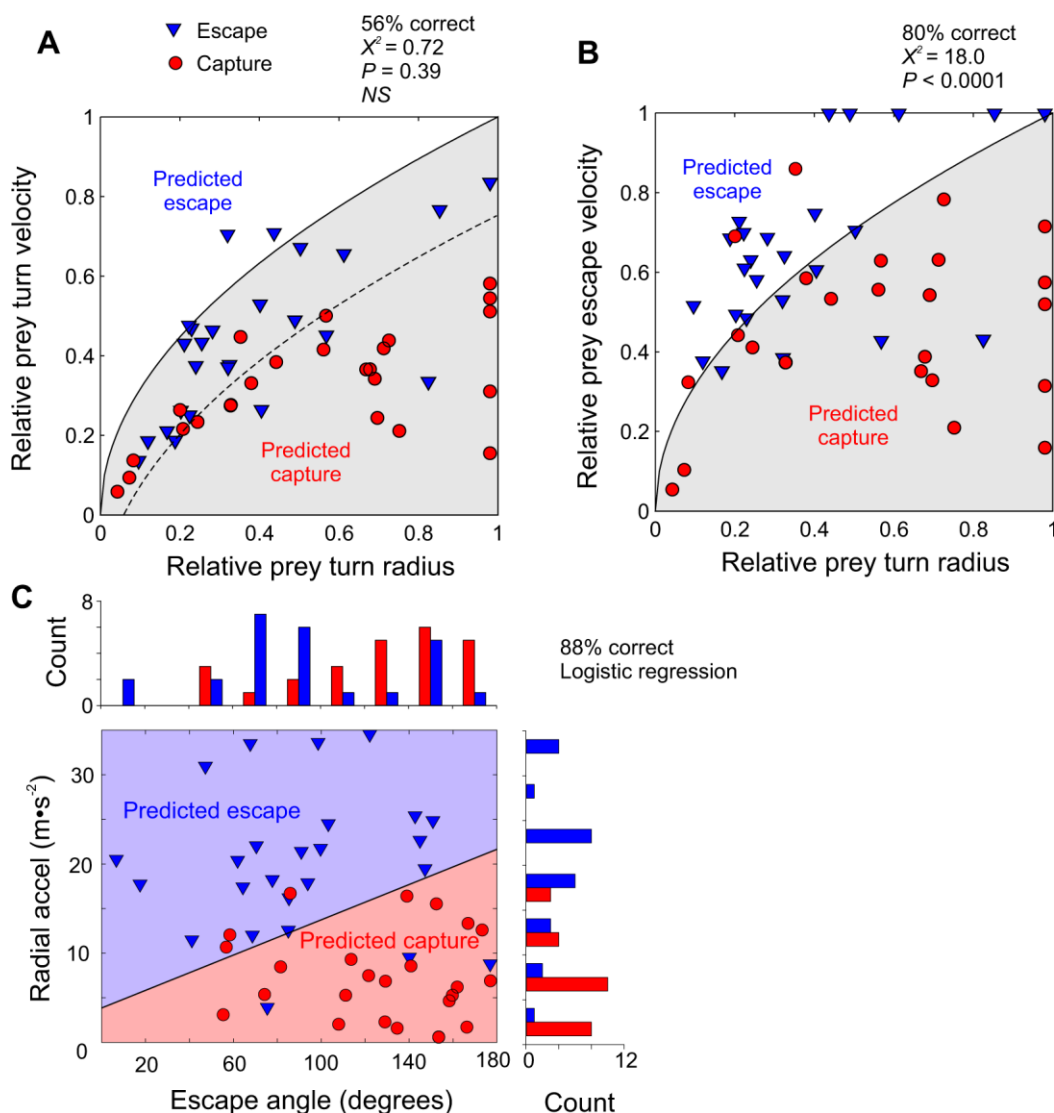 A
Escape
Capture
56% correct
X² = 0.72
P = 0.39
NS
Relative prey turn velocity
1
0.8
0.6
0.4
0.2
0
Predicted
escape
Predicted
capture
0 0.2 0.4 0.6 0.8 1
Relative prey turn radius
B
80% correct
X² = 18.0
P < 0.0001
Relative prey escape velocity
1
0.8
0.6
0.4
0.2
0
Predicted
escape
Predicted
capture
0 0.2 0.4 0.6 0.8 1
Relative prey turn radius
C
Count
8
4
0
88% correct
Logistic regression
Radial accel (m•s⁻²)
30
20
10
0
Predicted escape
Predicted capture
20 60 100 140 180
Escape angle (degrees)
0 12
Count